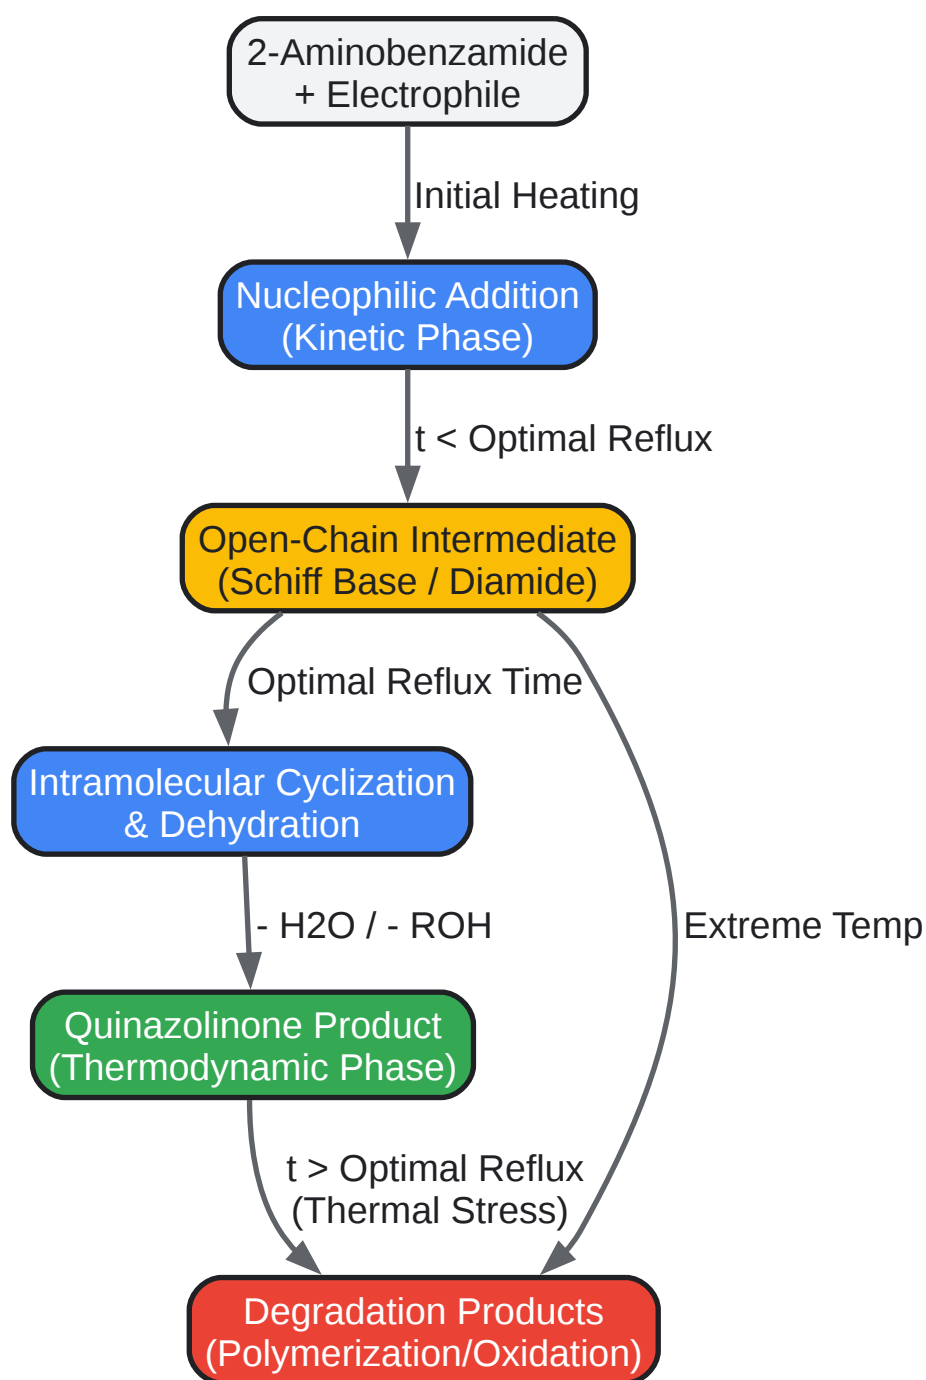 2-Aminobenzamide
+ Electrophile
Initial Heating
Nucleophilic Addition
(Kinetic Phase)
t < Optimal Reflux
Open-Chain Intermediate
(Schiff Base / Diamide)
Optimal Reflux Time
Intramolecular Cyclization
& Dehydration
- H2O / - ROH
Extreme Temp
Quinazolinone Product
(Thermodynamic Phase)
t > Optimal Reflux
(Thermal Stress)
Degradation Products
(Polymerization/Oxidation)